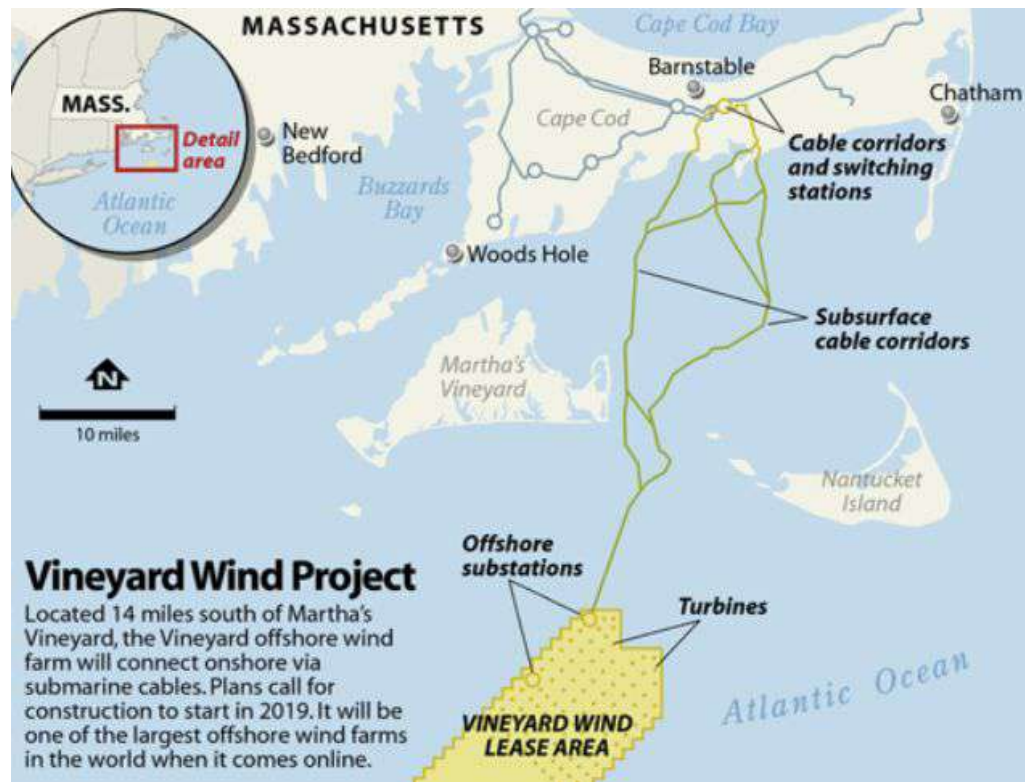 MASSACHUSETTS
Cape Cod Bay
Barnstable
Chatham
MASS.
New
Bedford
Detail
area
Cape Cod
Cable corridors
and switching
stations
Atlantic
Ocean
Buzzards
Bay
Woods Hole
Subsurface
cable corridors
Martha's
Vineyard
N
10 miles
Nantucket
Island
Offshore
substations
Turbines
Vineyard Wind Project
Located 14 miles south of Martha's
Vineyard, the Vineyard offshore wind
farm will connect onshore via
submarine cables. Plans call for
construction to start in 2019. It will be
one of the largest offshore wind farms
in the world when it comes online.
VINEYARD WIND
LEASE AREA
Atlantic Ocean